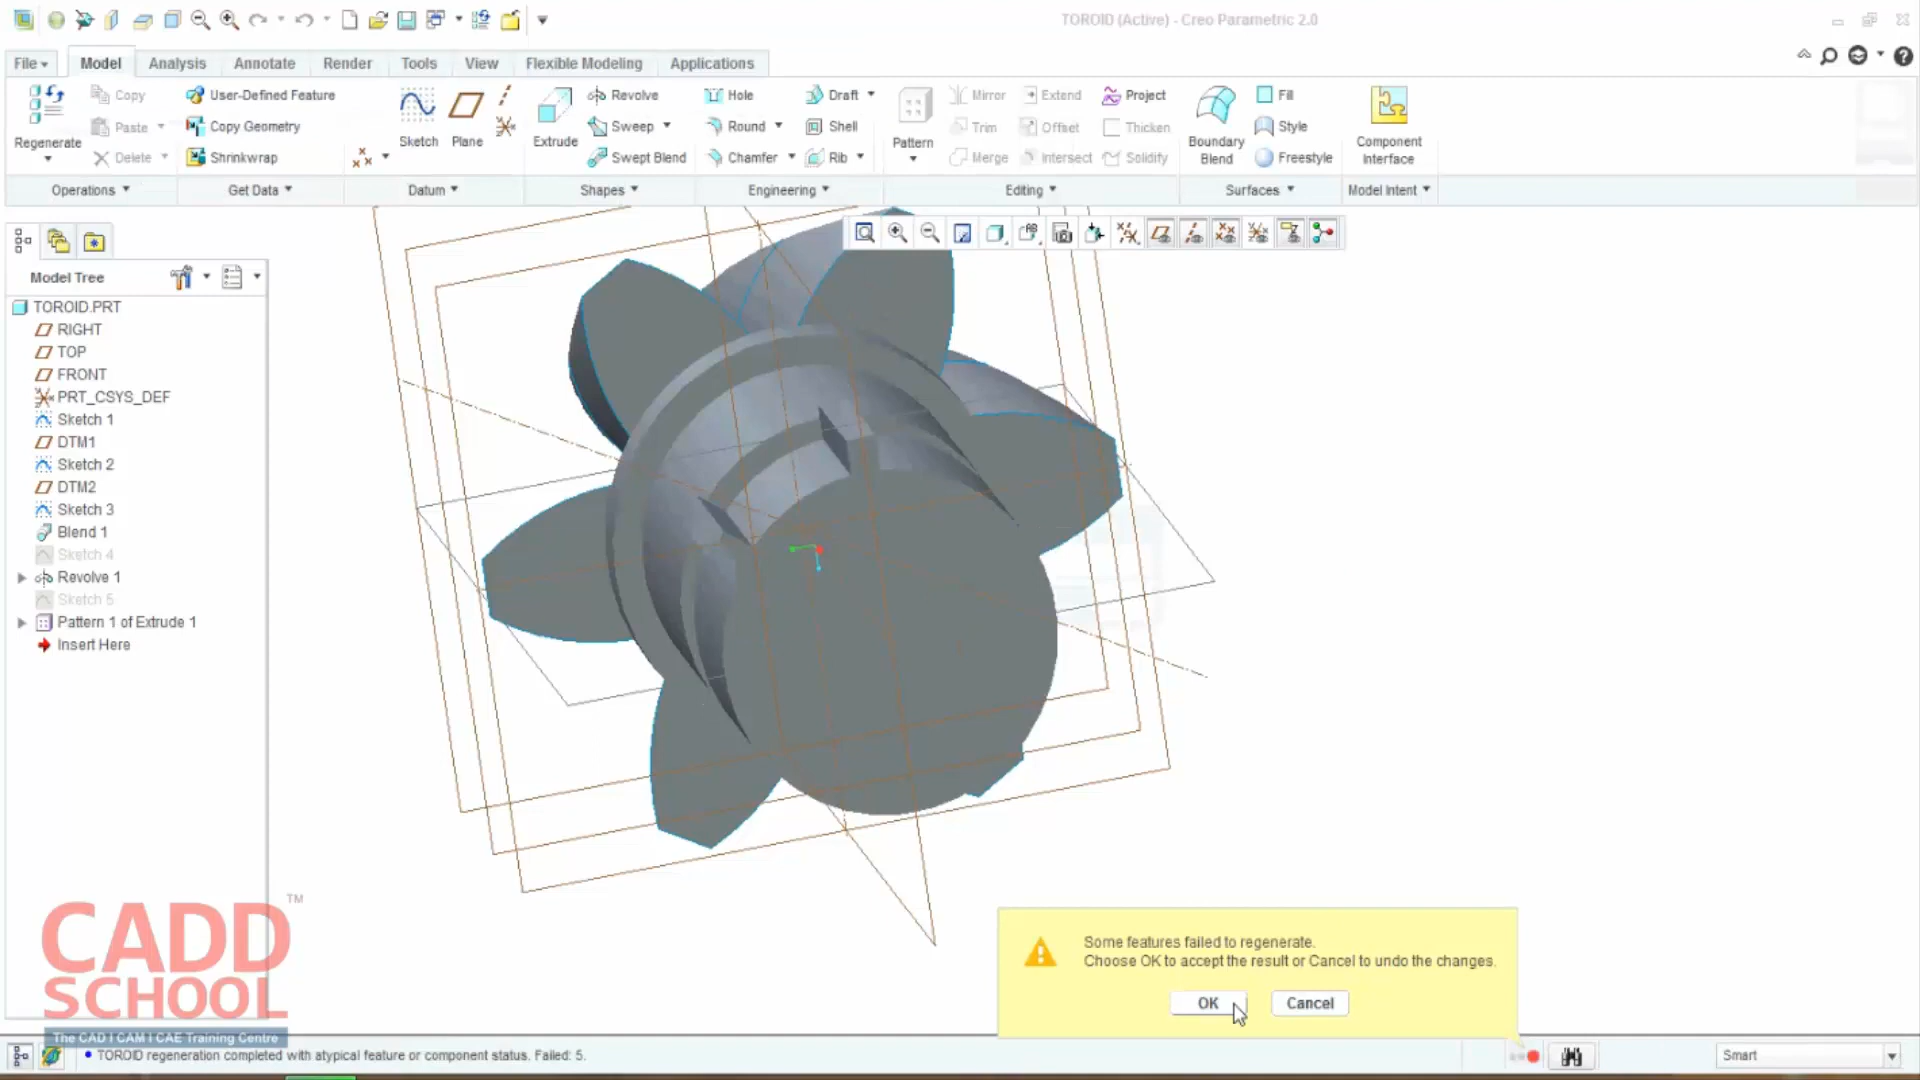 TOROID (Active) - Creo Parametric 2.0
File
Model
Analysis
Annotate
Render
Tools
View
Flexible Modeling
Applications
Regenerate
Copy
Paste
Delete
User-Defined Feature
Copy Geometry
Shrinkwrap
Sketch
Plane
Extrude
Revolve
Sweep
Swept Blend
Hole
Round
Chamfer
Draft
Shell
Rib
Pattern
Mirror
Trim
Merge
Extend
Offset
Intersect
Project
Thicken
Solidify
Boundary
Blend
Fill
Style
Freestyle
Component
Interface
Operations
Get Data
Datum
Shapes
Engineering
Editing
Surfaces
Model Intent
Model Tree
TOROID.PRT
RIGHT
TOP
FRONT
PRT_CSYS_DEF
Sketch 1
DTM1
Sketch 2
DTM2
Sketch 3
Blend 1
Sketch 4
Revolve 1
Sketch 5
Pattern 1 of Extrude 1
Insert Here
CADD
SCHOOL
TM
The CAD I CAM I CAE Training Centre
Some features failed to regenerate.
Choose OK to accept the result or Cancel to undo the changes.
OK
Cancel
TOROID regeneration completed with atypical feature or component status. Failed: 5.
Smart